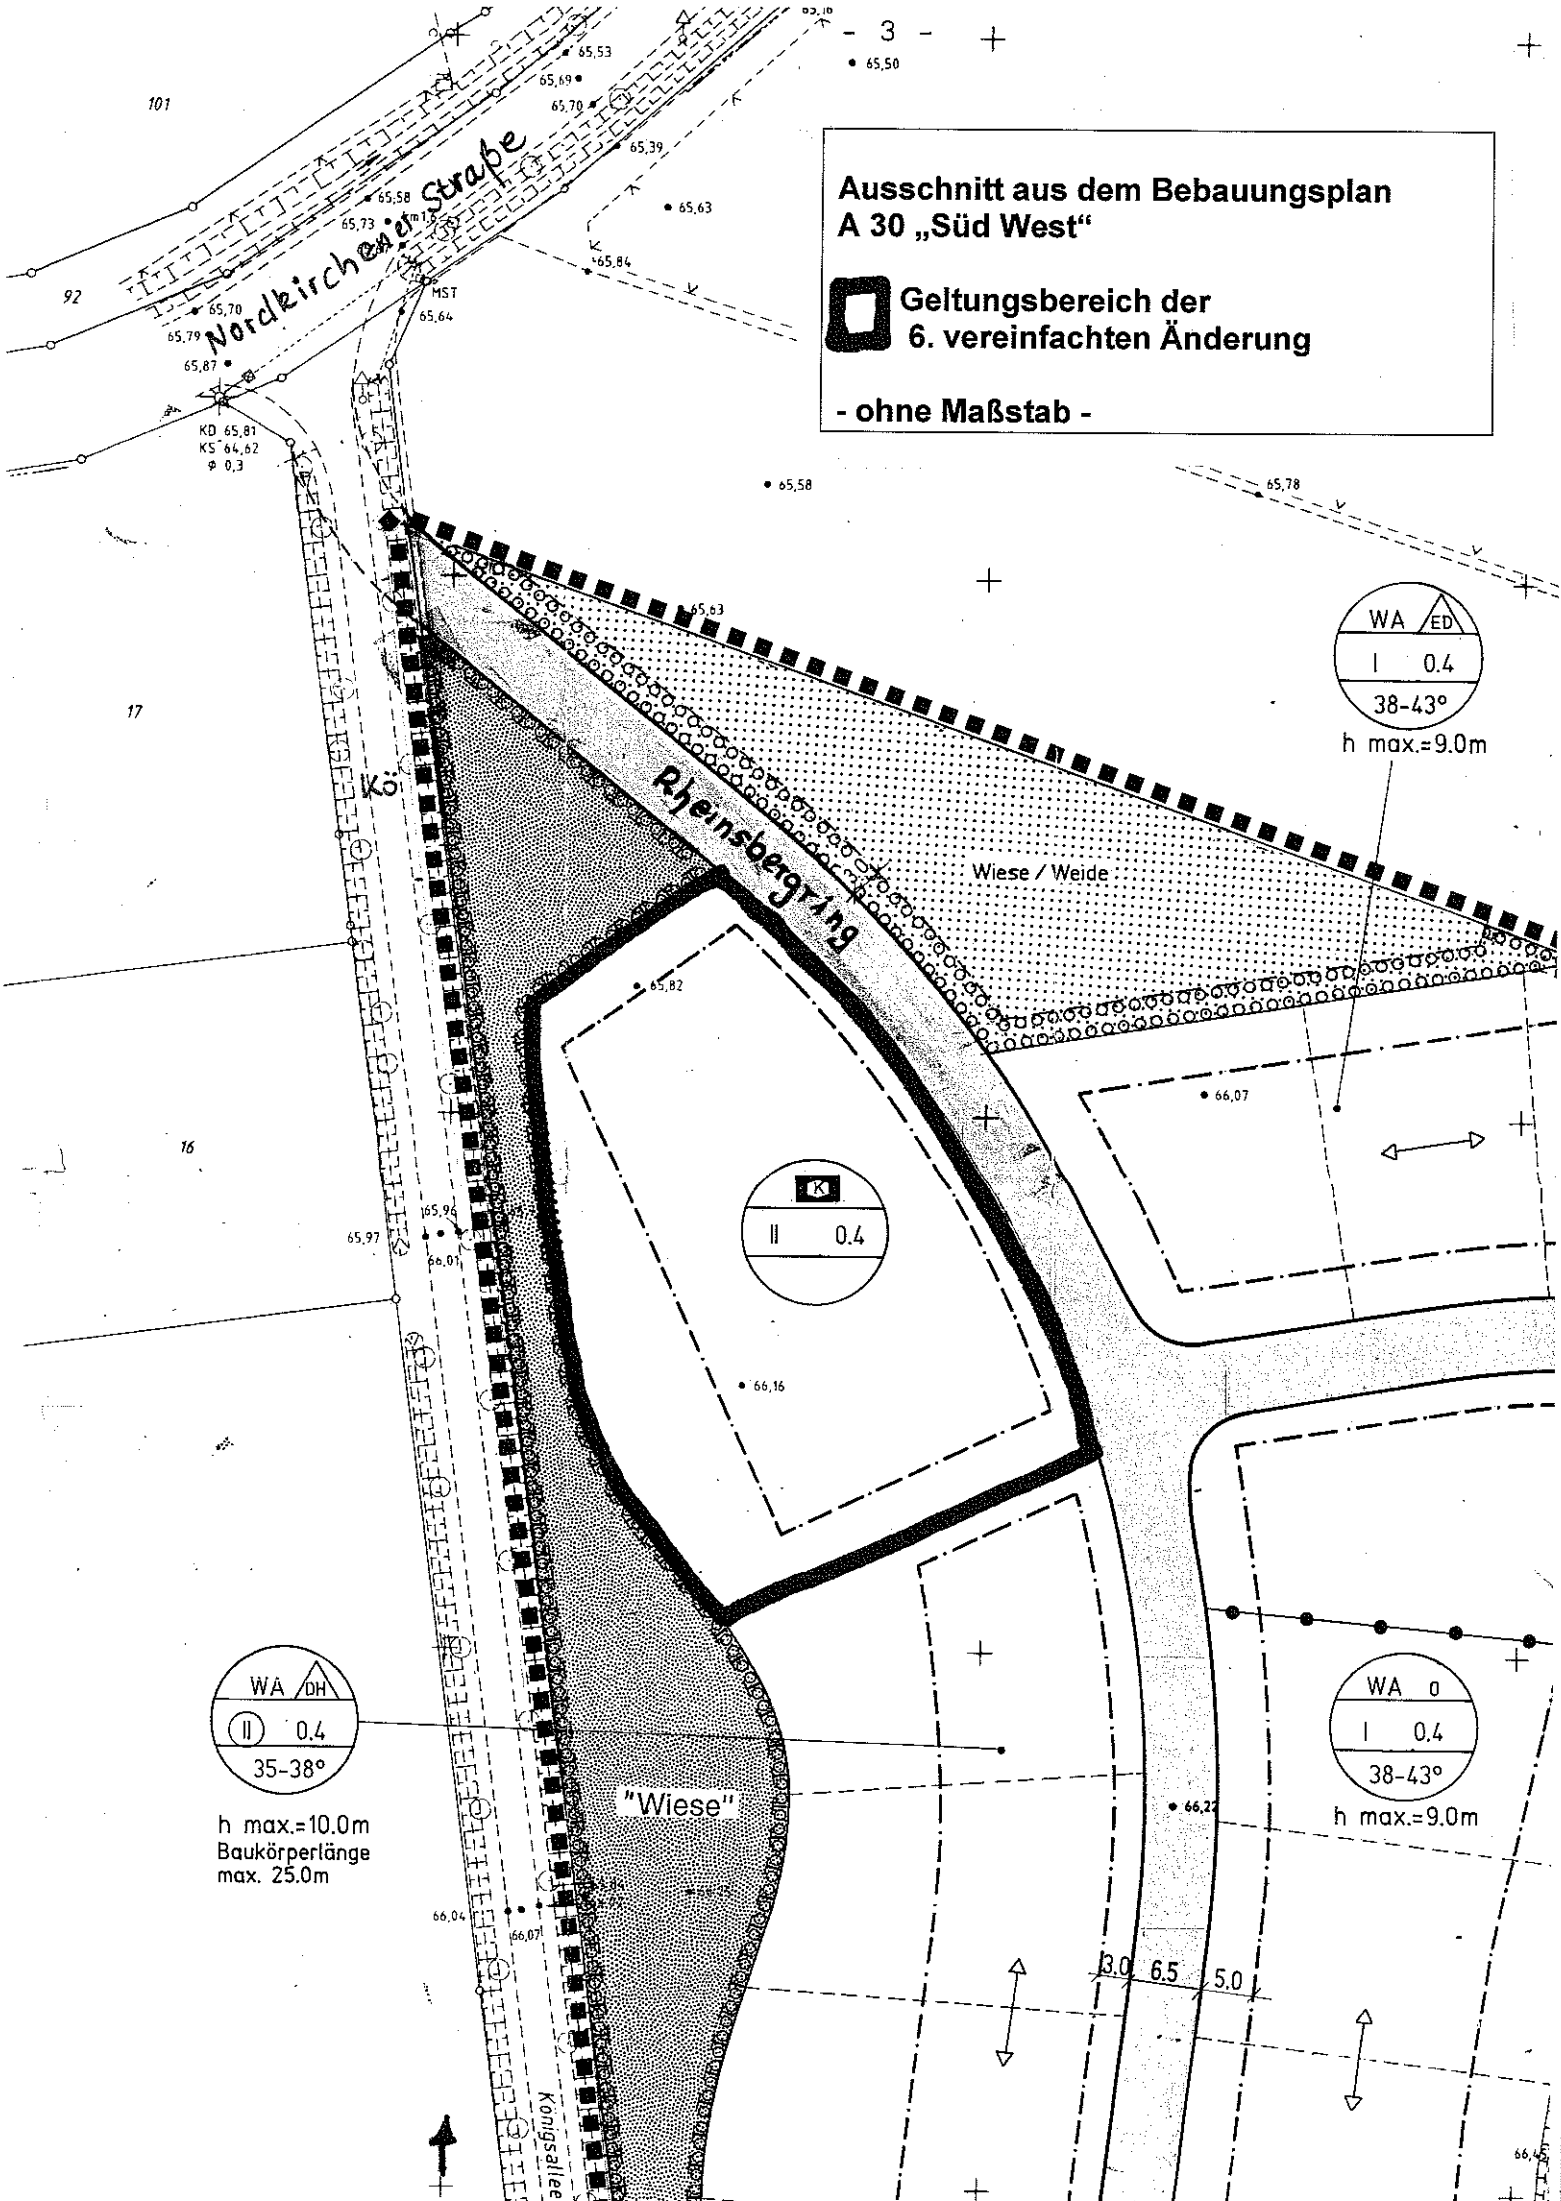 - 3 -
65,50
65,53
65,69
65,70
65,39
101
65,63
65,58
65,73
65,84
Nordkirchener Straße
92
MST
65,64
65,70
65,79
65,87
KD 65,81
KS 64,62
φ 0,3
Ausschnitt aus dem Bebauungsplan
A 30 „Süd West“
Geltungsbereich der
6. vereinfachten Änderung
- ohne Maßstab -
65,58
65,78
65,63
WA ED
I 0.4
38-43°
h max.=9.0m
17
Kö
Rheinsbergring
Wiese / Weide
65,82
66,07
16
K
II 0.4
65,97
65,96
66,01
66,16
WA DH
II 0.4
35-38°
h max.=10.0m
Baukörperlänge
max. 25.0m
"Wiese"
WA o
I 0.4
38-43°
h max.=9.0m
66,22
66,04
66,07
3.0 6.5 5.0
Königsallee
66,45